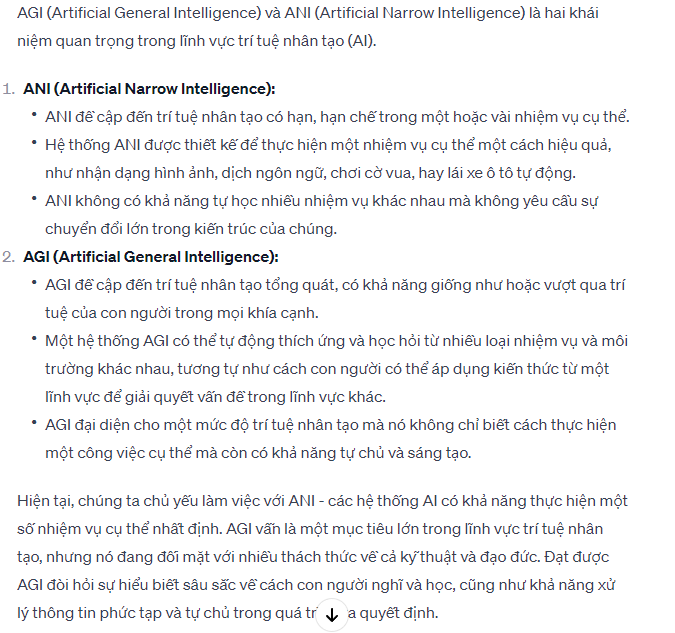 AGI (Artificial General Intelligence) và ANI (Artificial Narrow Intelligence) là hai khái
niệm quan trọng trong lĩnh vực trí tuệ nhân tạo (AI).
1. ANI (Artificial Narrow Intelligence):
• ANI đề cập đến trí tuệ nhân tạo có hạn, hạn chế trong một hoặc vài nhiệm vụ cụ thể.
• Hệ thống ANI được thiết kế để thực hiện một nhiệm vụ cụ thể một cách hiệu quả,
như nhận dạng hình ảnh, dịch ngôn ngữ, chơi cờ vua, hay lái xe ô tô tự động.
• ANI không có khả năng tự học nhiều nhiệm vụ khác nhau mà không yêu cầu sự
chuyển đổi lớn trong kiến trúc của chúng.
2. AGI (Artificial General Intelligence):
• AGI đề cập đến trí tuệ nhân tạo tổng quát, có khả năng giống như hoặc vượt qua trí
tuệ của con người trong mọi khía cạnh.
• Một hệ thống AGI có thể tự động thích ứng và học hỏi từ nhiều loại nhiệm vụ và môi
trường khác nhau, tương tự như cách con người có thể áp dụng kiến thức từ một
lĩnh vực để giải quyết vấn đề trong lĩnh vực khác.
• AGI đại diện cho một mức độ trí tuệ nhân tạo mà nó không chỉ biết cách thực hiện
một công việc cụ thể mà còn có khả năng tự chủ và sáng tạo.
Hiện tại, chúng ta chủ yếu làm việc với ANI - các hệ thống AI có khả năng thực hiện một
số nhiệm vụ cụ thể nhất định. AGI vẫn là một mục tiêu lớn trong lĩnh vực trí tuệ nhân
tạo, nhưng nó đang đối mặt với nhiều thách thức về cả kỹ thuật và đạo đức. Đạt được
AGI đòi hỏi sự hiểu biết sâu sắc về cách con người nghĩ và học, cũng như khả năng xử
lý thông tin phức tạp và tự chủ trong quá quyết định.